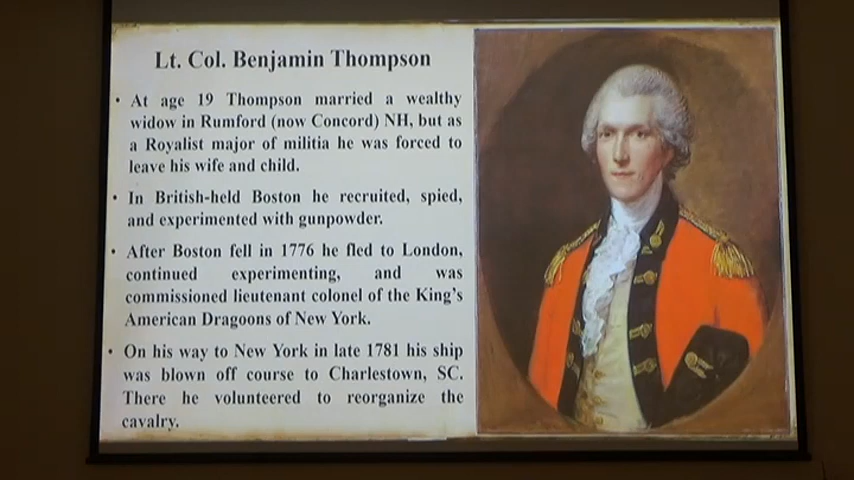 Lt. Col. Benjamin Thompson
• At age 19 Thompson married a wealthy
widow in Rumford (now Concord) NH, but as
a Royalist major of militia he was forced to
leave his wife and child.
• In British-held Boston he recruited, spied,
and experimented with gunpowder.
• After Boston fell in 1776 he fled to London,
continued experimenting, and was
commissioned lieutenant colonel of the King's
American Dragoons of New York.
• On his way to New York in late 1781 his ship
was blown off course to Charlestown, SC.
There he volunteered to reorganize the
cavalry.